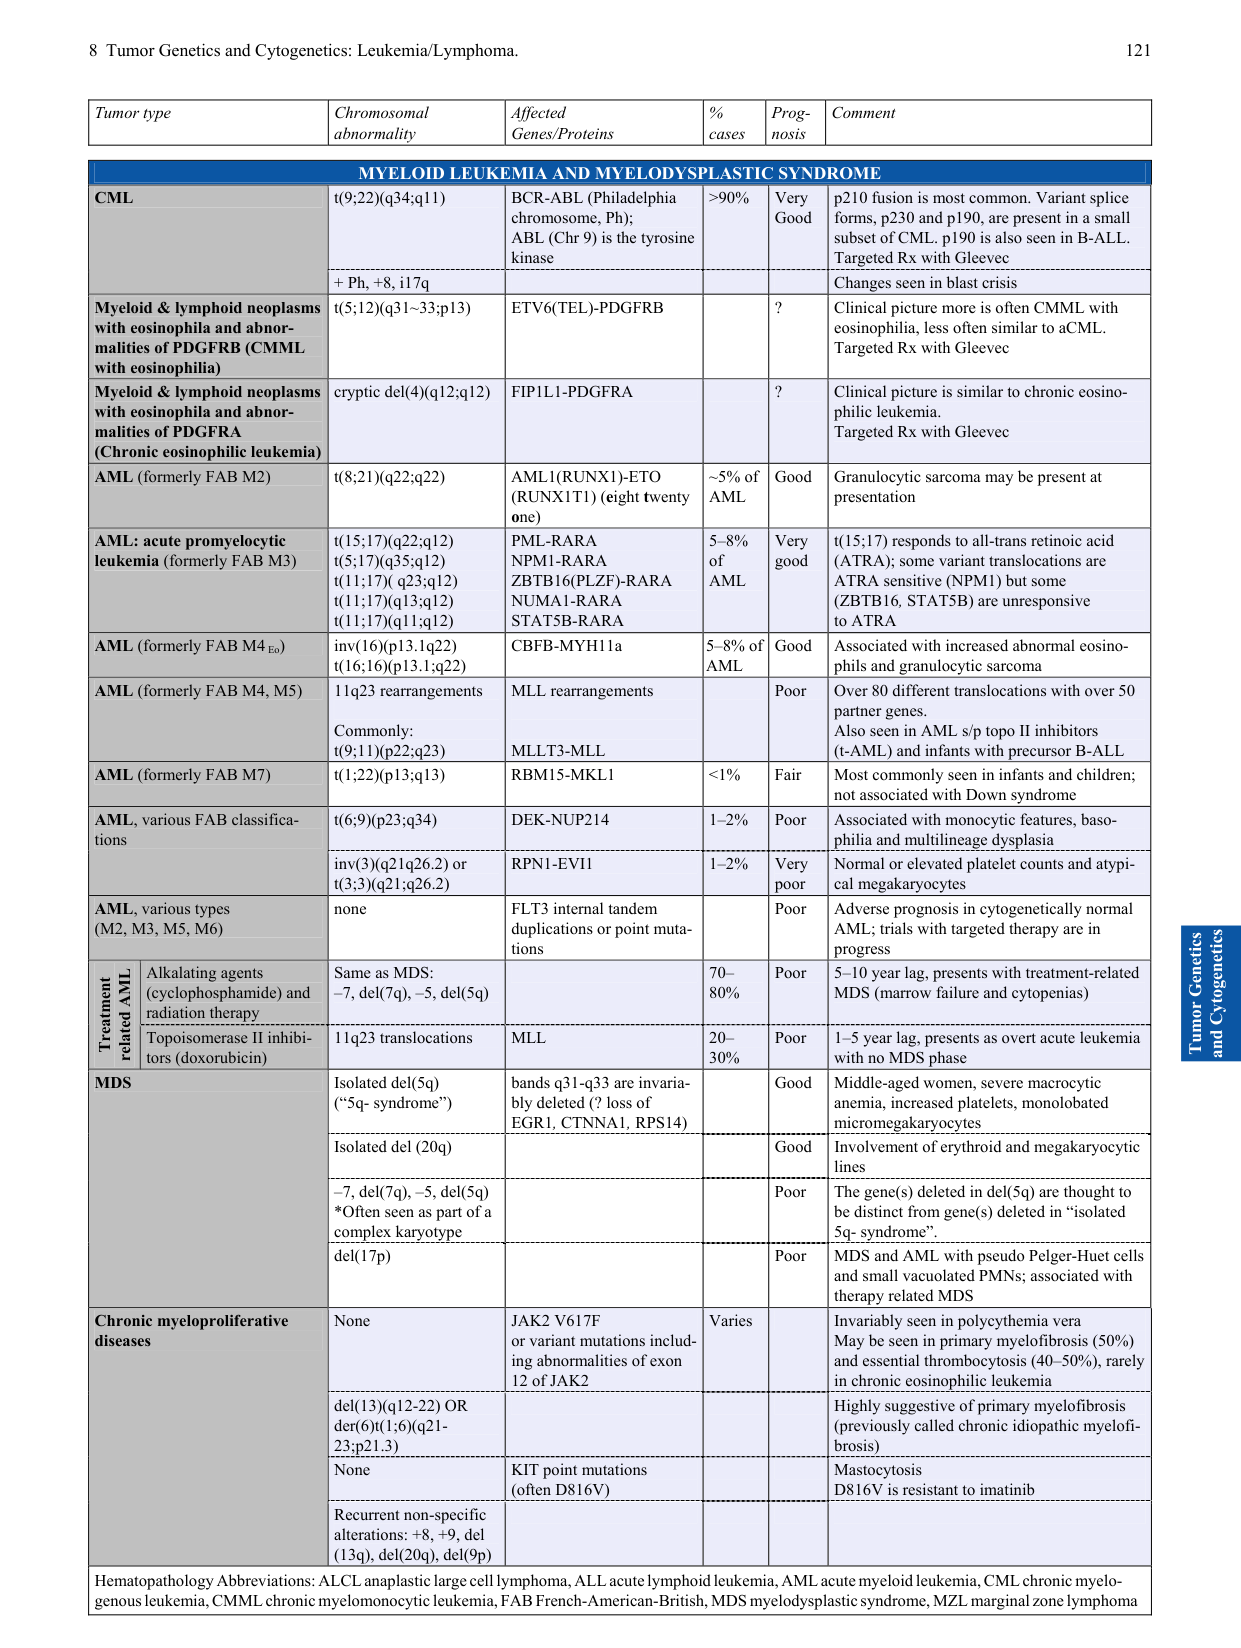 8 Tumor Genetics and Cytogenetics: Leukemia/Lymphoma.
121
Tumor type
Chromosomal
abnormality
Affected
Genes/Proteins
%
cases
Prog-
nosis
Comment
MYELOID LEUKEMIA AND MYELODYSPLASTIC SYNDROME
CML
t(9;22)(q34;q11)
BCR-ABL (Philadelphia
chromosome, Ph);
ABL (Chr 9) is the tyrosine
kinase
>90%
Very
Good
p210 fusion is most common. Variant splice
forms, p230 and p190, are present in a small
subset of CML. p190 is also seen in B-ALL.
Targeted Rx with Gleevec
+ Ph, +8, i17q
Changes seen in blast crisis
Myeloid & lymphoid neoplasms
with eosinophila and abnor-
malities of PDGFRB (CMML
with eosinophilia)
t(5;12)(q31~33;p13)
ETV6(TEL)-PDGFRB
?
Clinical picture more is often CMML with
eosinophilia, less often similar to aCML.
Targeted Rx with Gleevec
Myeloid & lymphoid neoplasms
with eosinophila and abnor-
malities of PDGFRA
(Chronic eosinophilic leukemia)
cryptic del(4)(q12;q12)
FIP1L1-PDGFRA
?
Clinical picture is similar to chronic eosino-
philic leukemia.
Targeted Rx with Gleevec
AML (formerly FAB M2)
t(8;21)(q22;q22)
AML1(RUNX1)-ETO
(RUNX1T1) (eight twenty
one)
~5% of
AML
Good
Granulocytic sarcoma may be present at
presentation
AML: acute promyelocytic
leukemia (formerly FAB M3)
t(15;17)(q22;q12)
t(5;17)(q35;q12)
t(11;17)( q23;q12)
t(11;17)(q13;q12)
t(11;17)(q11;q12)
PML-RARA
NPM1-RARA
ZBTB16(PLZF)-RARA
NUMA1-RARA
STAT5B-RARA
5–8%
of
AML
Very
good
t(15;17) responds to all-trans retinoic acid
(ATRA); some variant translocations are
ATRA sensitive (NPM1) but some
(ZBTB16, STAT5B) are unresponsive
to ATRA
AML (formerly FAB M4 Eo)
inv(16)(p13.1q22)
t(16;16)(p13.1;q22)
CBFB-MYH11a
5–8% of
AML
Good
Associated with increased abnormal eosino-
phils and granulocytic sarcoma
AML (formerly FAB M4, M5)
11q23 rearrangements
Commonly:
t(9;11)(p22;q23)
MLL rearrangements
MLLT3-MLL
Poor
Over 80 different translocations with over 50
partner genes.
Also seen in AML s/p topo II inhibitors
(t-AML) and infants with precursor B-ALL
AML (formerly FAB M7)
t(1;22)(p13;q13)
RBM15-MKL1
<1%
Fair
Most commonly seen in infants and children;
not associated with Down syndrome
AML, various FAB classifica-
tions
t(6;9)(p23;q34)
DEK-NUP214
1–2%
Poor
Associated with monocytic features, baso-
philia and multilineage dysplasia
inv(3)(q21q26.2) or
t(3;3)(q21;q26.2)
RPN1-EVI1
1–2%
Very
poor
Normal or elevated platelet counts and atypi-
cal megakaryocytes
AML, various types
(M2, M3, M5, M6)
none
FLT3 internal tandem
duplications or point muta-
tions
Poor
Adverse prognosis in cytogenetically normal
AML; trials with targeted therapy are in
progress
Treatment
related AML
Alkalating agents
(cyclophosphamide) and
radiation therapy
Same as MDS:
–7, del(7q), –5, del(5q)
70–
80%
Poor
5–10 year lag, presents with treatment-related
MDS (marrow failure and cytopenias)
Topoisomerase II inhibi-
tors (doxorubicin)
11q23 translocations
MLL
20–
30%
Poor
1–5 year lag, presents as overt acute leukemia
with no MDS phase
MDS
Isolated del(5q)
(“5q- syndrome”)
bands q31-q33 are invaria-
bly deleted (? loss of
EGR1, CTNNA1, RPS14)
Good
Middle-aged women, severe macrocytic
anemia, increased platelets, monolobated
micromegakaryocytes
Isolated del (20q)
Good
Involvement of erythroid and megakaryocytic
lines
–7, del(7q), –5, del(5q)
*Often seen as part of a
complex karyotype
Poor
The gene(s) deleted in del(5q) are thought to
be distinct from gene(s) deleted in “isolated
5q- syndrome”.
del(17p)
Poor
MDS and AML with pseudo Pelger-Huet cells
and small vacuolated PMNs; associated with
therapy related MDS
Chronic myeloproliferative
diseases
None
JAK2 V617F
or variant mutations includ-
ing abnormalities of exon
12 of JAK2
Varies
Invariably seen in polycythemia vera
May be seen in primary myelofibrosis (50%)
and essential thrombocytosis (40–50%), rarely
in chronic eosinophilic leukemia
del(13)(q12-22) OR
der(6)t(1;6)(q21-
23;p21.3)
Highly suggestive of primary myelofibrosis
(previously called chronic idiopathic myelofi-
brosis)
None
KIT point mutations
(often D816V)
Mastocytosis
D816V is resistant to imatinib
Recurrent non-specific
alterations: +8, +9, del
(13q), del(20q), del(9p)
Hematopathology Abbreviations: ALCL anaplastic large cell lymphoma, ALL acute lymphoid leukemia, AML acute myeloid leukemia, CML chronic myelo-
genous leukemia, CMML chronic myelomonocytic leukemia, FAB French-American-British, MDS myelodysplastic syndrome, MZL marginal zone lymphoma
Tumor Genetics
and Cytogenetics